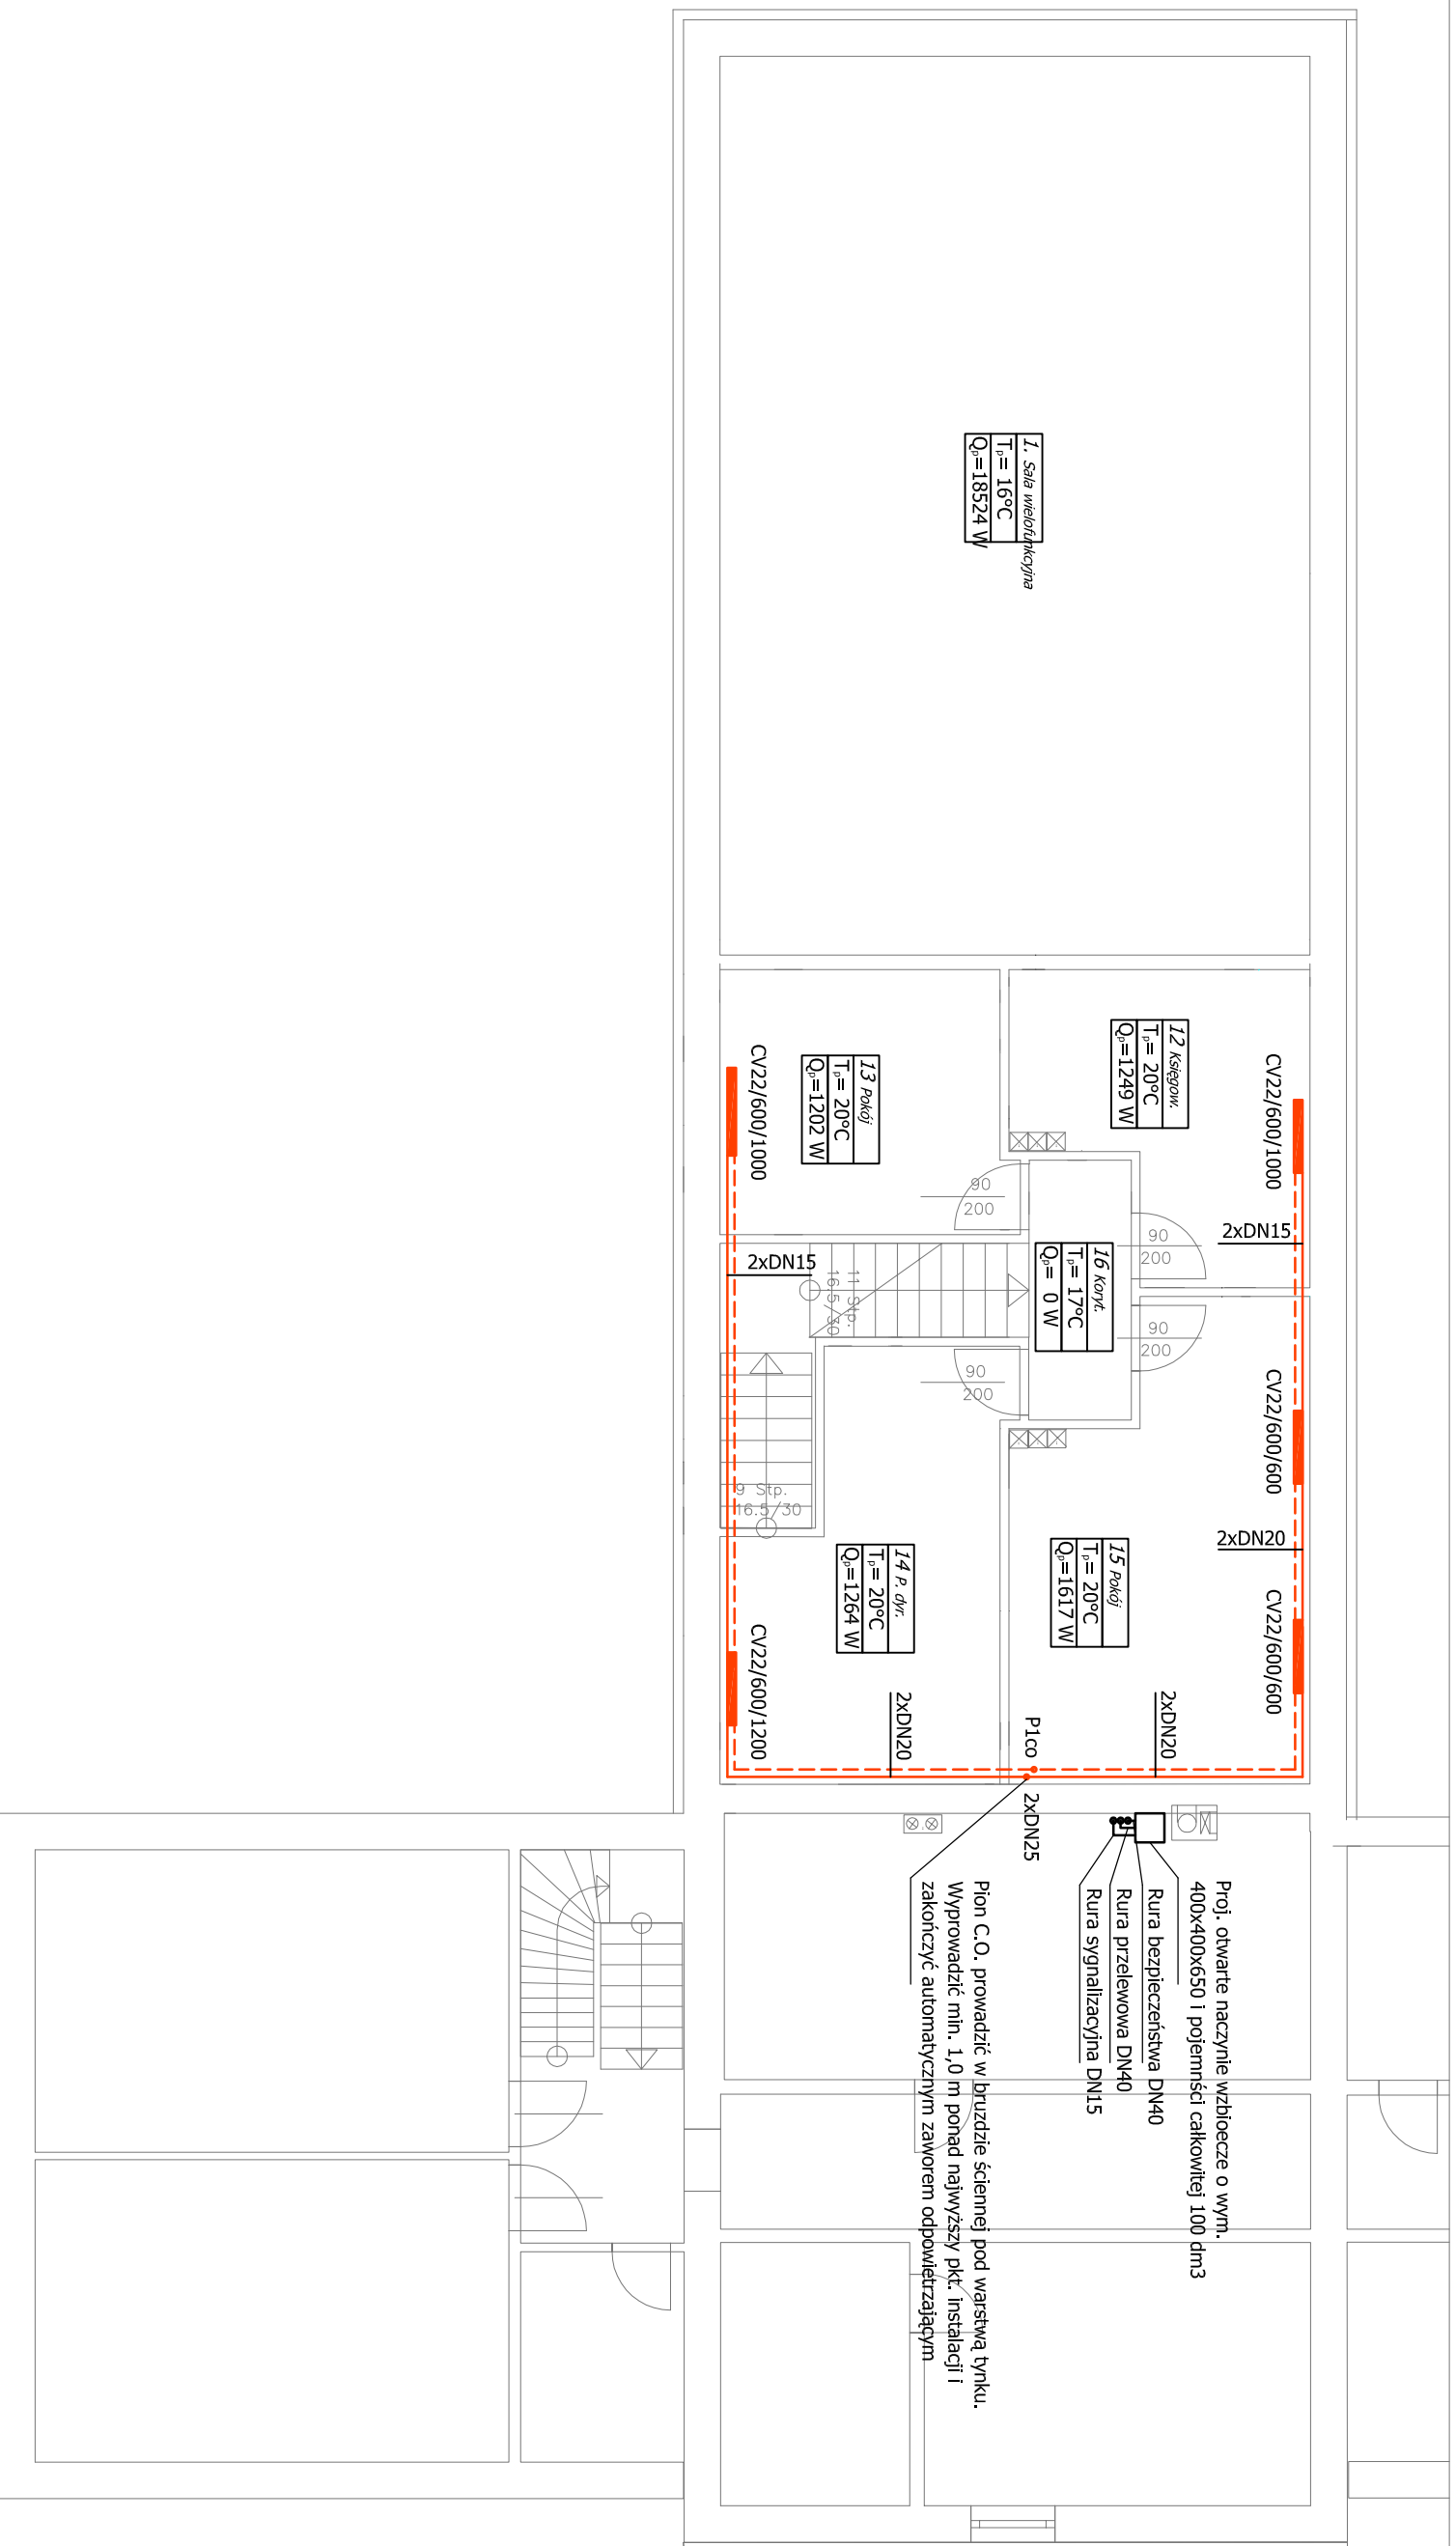 1. Sala wielofunkcyjna
Tp= 16°C
Qp=18524 W
12 Księgow.
Tp= 20°C
Qp=1249 W
CV22/600/1000
13 Pokój
Tp= 20°C
Qp=1202 W
CV22/600/1000
2xDN15
2xDN15
90
200
90
200
90
200
90
200
16 Koryt.
Tp= 17°C
Qp= 0 W
11 Stp.
16.5/30
9 Stp.
16.5/30
CV22/600/600
2xDN20
CV22/600/600
15 Pokój
Tp= 20°C
Qp=1617 W
14 P. dyr.
Tp= 20°C
Qp=1264 W
CV22/600/1200
2xDN20
2xDN20
P1co
2xDN25
Proj. otwarte naczynie wzbioecze o wym.
400x400x650 i pojemnści całkowitej 100 dm3
Rura bezpieczeństwa DN40
Rura przelewowa DN40
Rura sygnalizacyjna DN15
Pion C.O. prowadzić w bruzdzie ściennej pod warstwą tynku.
Wyprowadzić min. 1,0 m ponad najwyższy pkt. instalacji i
zakończyć automatycznym zaworem odpowietrzającym